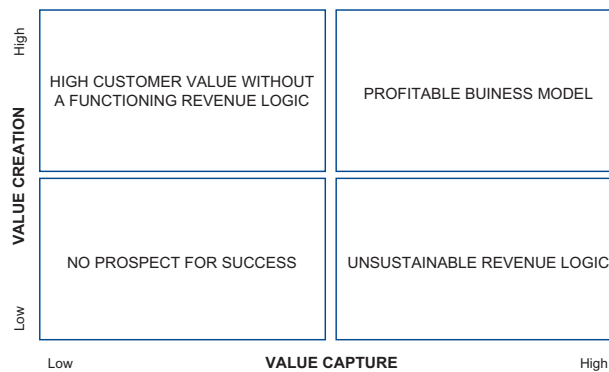 High
HIGH CUSTOMER VALUE WITHOUT
A FUNCTIONING REVENUE LOGIC
PROFITABLE BUINESS MODEL
VALUE CREATION
NO PROSPECT FOR SUCCESS
UNSUSTAINABLE REVENUE LOGIC
Low
Low
VALUE CAPTURE
High